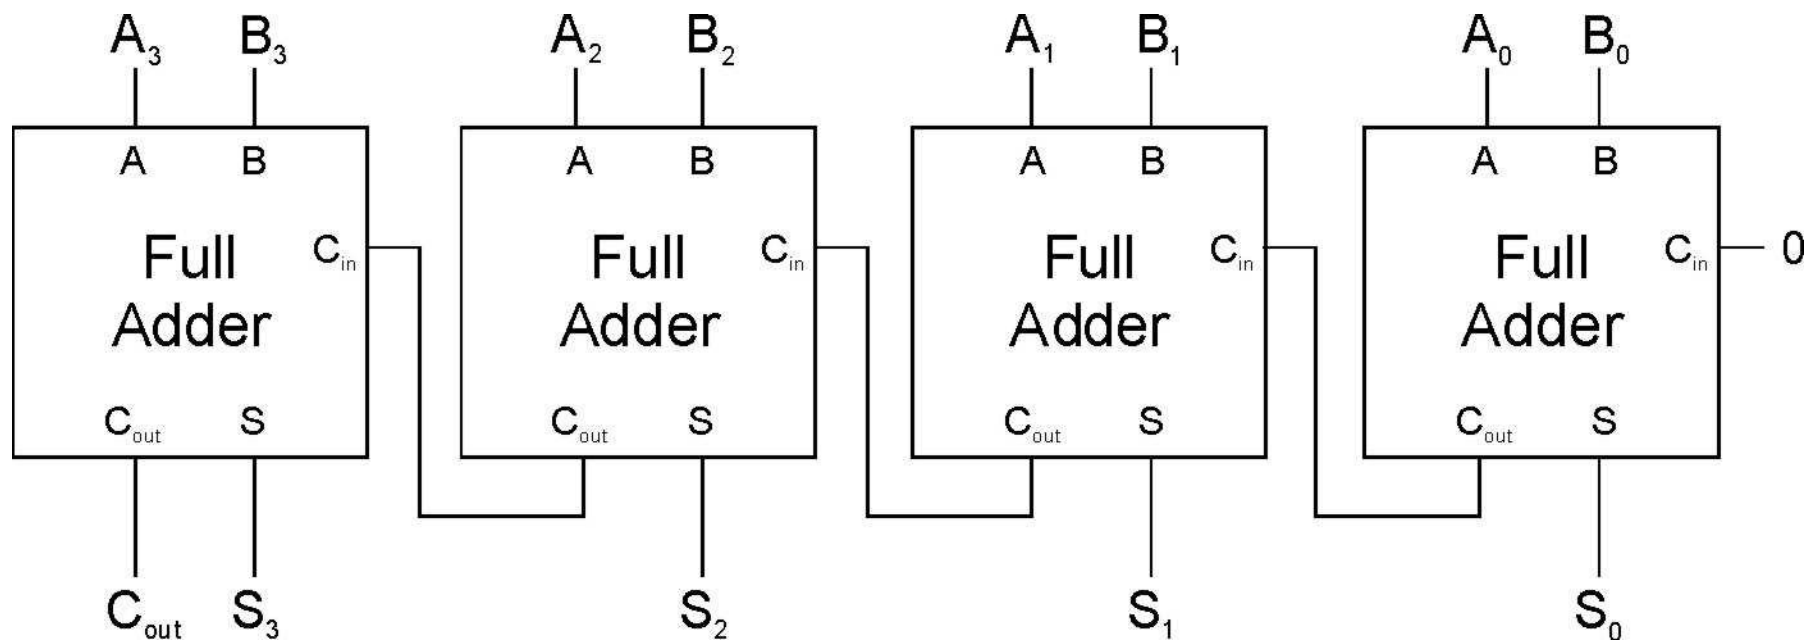 A₃ B₃ A₂ B₂ A₁ B₁ A₀ B₀
A B A B A B A B
Full Cin Full Cin Full Cin Full Cin 0
Adder Adder Adder Adder
Cout S Cout S Cout S Cout S
Cout S₃ S₂ S₁ S₀